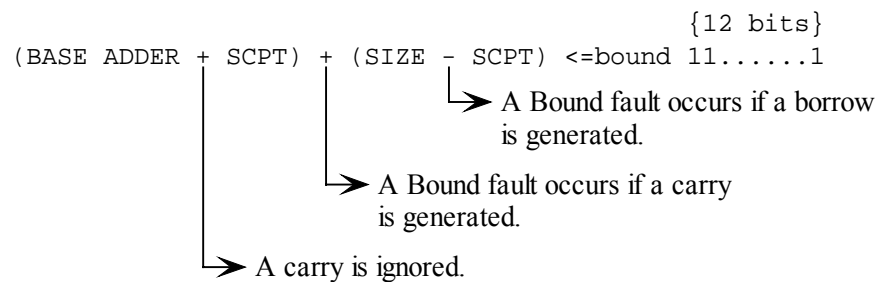 {12 bits}
(BASE ADDER + SCPT) + (SIZE - SCPT) <=bound 11......1
A Bound fault occurs if a borrow
is generated.
A Bound fault occurs if a carry
is generated.
A carry is ignored.